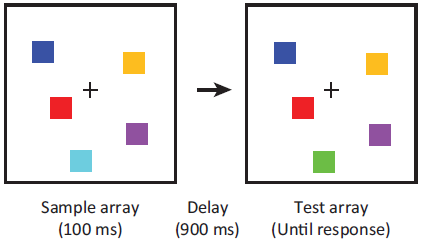 Sample array
(100 ms)
Delay
(900 ms)
Test array
(Until response)